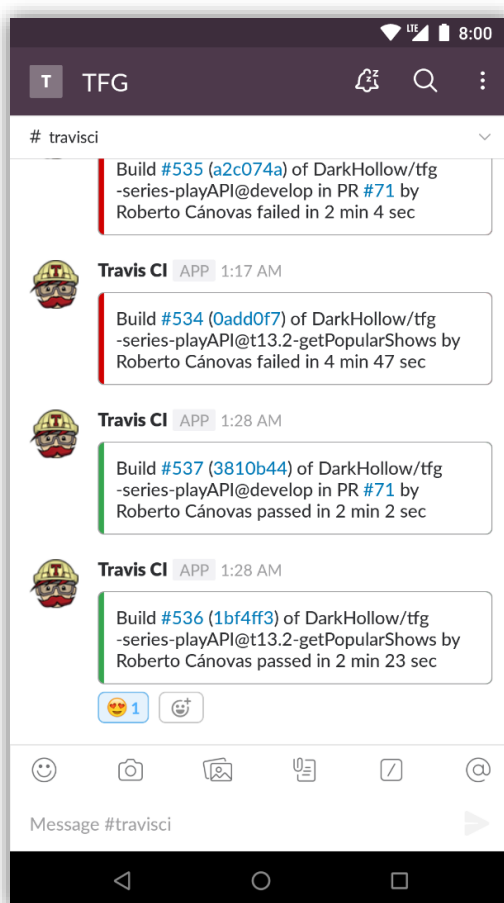 LTE 8:00
T TFG
# travisci
Build #535 (a2c074a) of DarkHollow/tfg
-series-playAPI@develop in PR #71 by
Roberto Cánovas failed in 2 min 4 sec
Travis CI APP 1:17 AM
Build #534 (0add0f7) of DarkHollow/tfg
-series-playAPI@t13.2-getPopularShows by
Roberto Cánovas failed in 4 min 47 sec
Travis CI APP 1:28 AM
Build #537 (3810b44) of DarkHollow/tfg
-series-playAPI@develop in PR #71 by
Roberto Cánovas passed in 2 min 2 sec
Travis CI APP 1:28 AM
Build #536 (1bf4ff3) of DarkHollow/tfg
-series-playAPI@t13.2-getPopularShows by
Roberto Cánovas passed in 2 min 23 sec
😍 1
Message #travisci